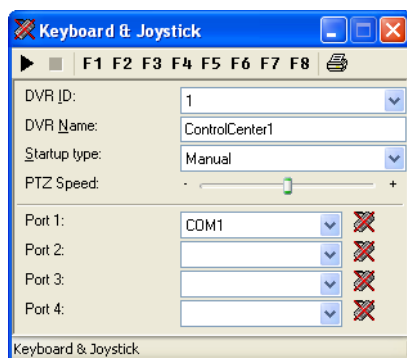 Keyboard & Joystick
F1 F2 F3 F4 F5 F6 F7 F8
DVR ID: 1
DVR Name: ControlCenter1
Startup type: Manual
PTZ Speed: - +
Port 1: COM1
Port 2:
Port 3:
Port 4:
Keyboard & Joystick